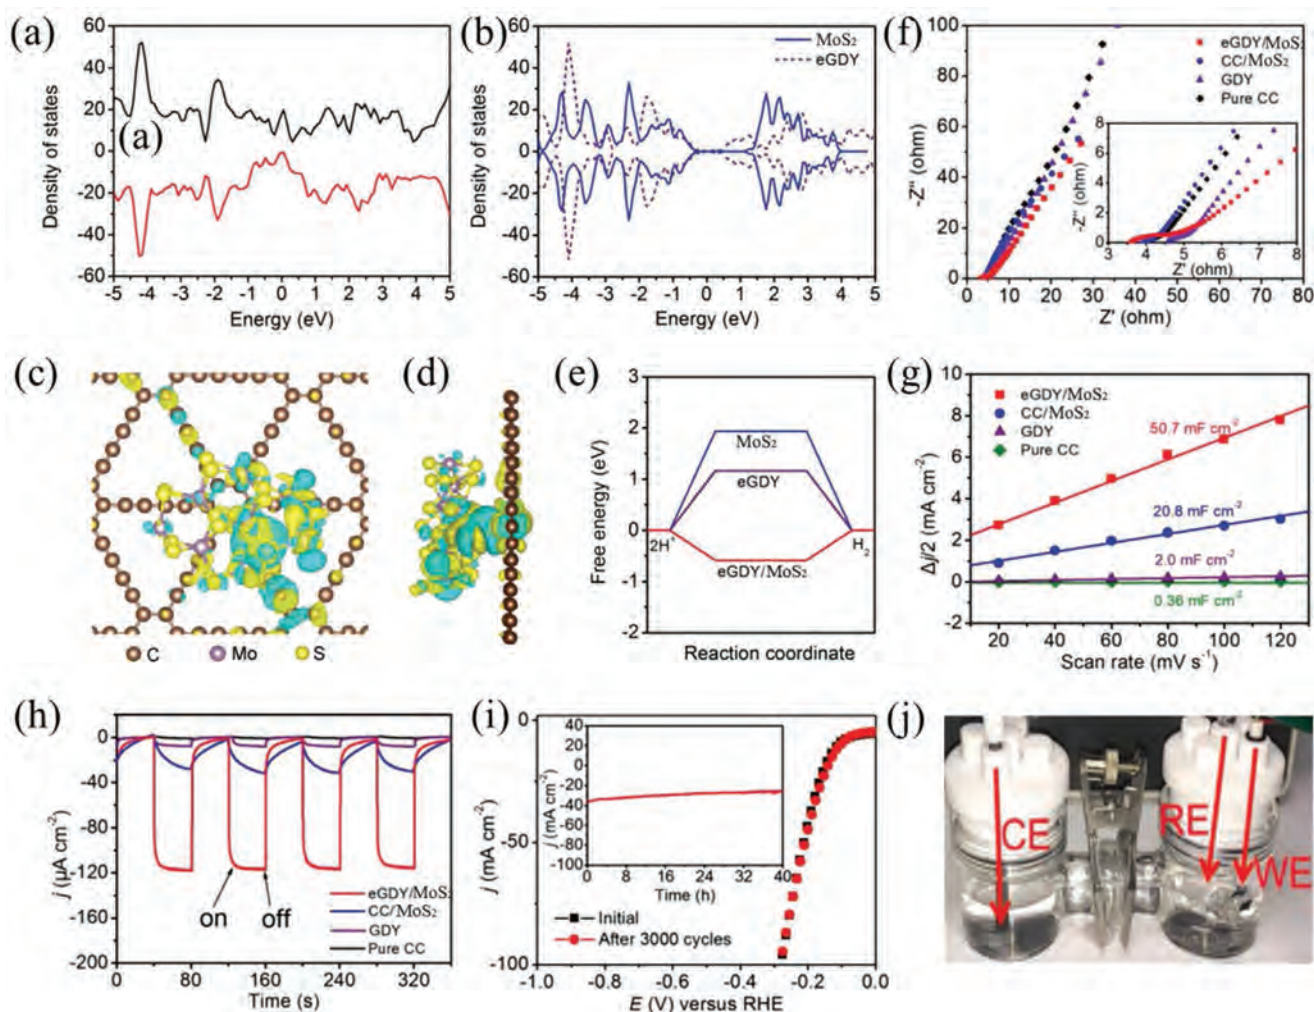 (a)
Density of states
60
40
20
0
-20
-40
-60
(a)
-5 -4 -3 -2 -1 0 1 2 3 4 5
Energy (eV)
(b)
Density of states
60
40
20
0
20
40
60
MoS₂
eGDY
-5 -4 -3 -2 -1 0 1 2 3 4 5
Energy (eV)
(f)
-Z" (ohm)
100
80
60
40
20
0
eGDY/MoS₂
CC/MoS₂
GDY
Pure CC
-Z" (ohm)
8
6
4
2
0
3 4 5 6 7 8
Z' (ohm)
0 10 20 30 40 50 60 70 80
Z' (ohm)
(c)
C Mo S
(d)
(e)
Free energy (eV)
3
2
1
0
-1
-2
MoS₂
eGDY
2H⁺
H₂
eGDY/MoS₂
Reaction coordinate
(g)
Δj/2 (mA cm⁻²)
10
8
6
4
2
0
-2
eGDY/MoS₂
CC/MoS₂
GDY
Pure CC
50.7 mF cm⁻²
20.8 mF cm⁻²
2.0 mF cm⁻²
0.36 mF cm⁻²
20 40 60 80 100 120
Scan rate (mV s⁻¹)
(h)
j (µA cm⁻²)
0
-40
-80
-120
-160
-200
on off
eGDY/MoS₂
CC/MoS₂
GDY
Pure CC
0 80 160 240 320
Time (s)
(i)
j (mA cm⁻²)
0
-50
-100
j (mA cm⁻²)
40
20
0
-20
-40
-60
-80
-100
0 10 20 30 40
Time (h)
Initial
After 3000 cycles
-1.0 -0.8 -0.6 -0.4 -0.2 0.0
E (V) versus RHE
(j)
CE
RE
WE